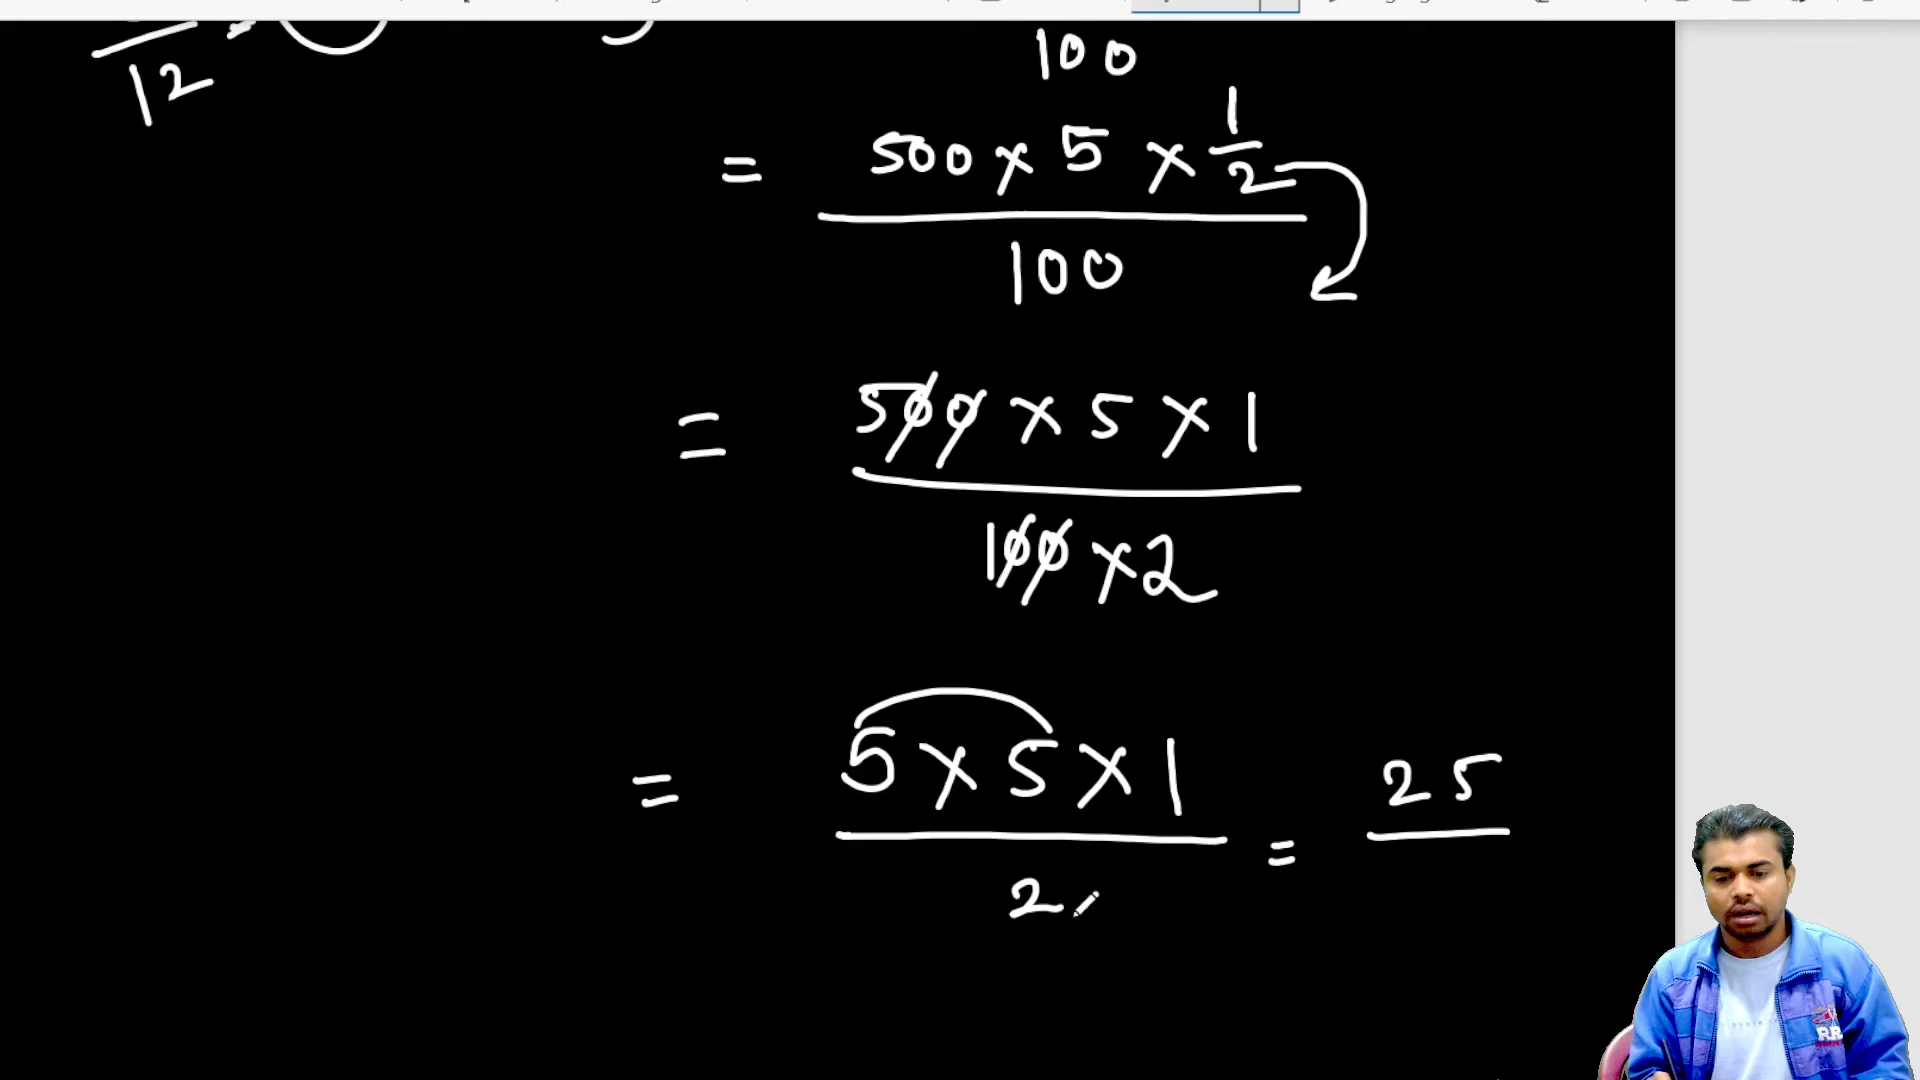 12
100
= 500 x 5 x 1/2
100
= 500 x 5 x 1
100 x 2
= 5 x 5 x 1 = 25
2